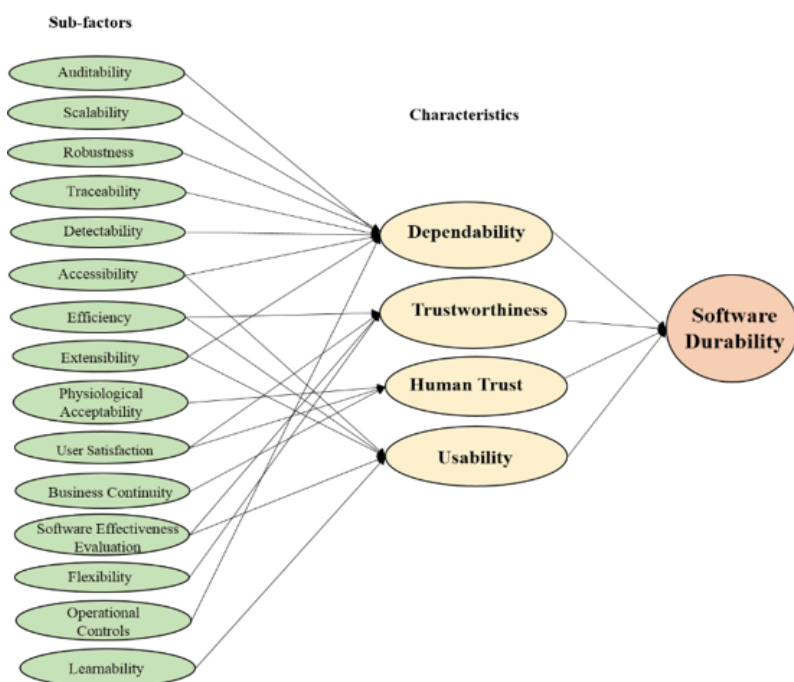 Sub-factors
Auditability
Scalability
Robustness
Traceability
Detectability
Accessibility
Efficiency
Extensibility
Physiological
Acceptability
User Satisfaction
Business Continuity
Software Effectiveness
Evaluation
Flexibility
Operational
Controls
Learnability
Characteristics
Dependability
Trustworthiness
Human Trust
Usability
Software
Durability